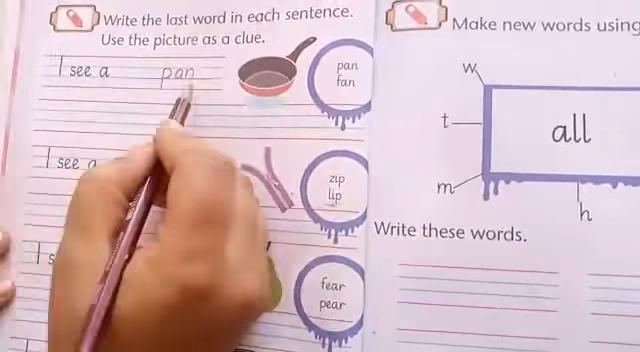 Write the last word in each sentence.
Use the picture as a clue.
I see a pan
pan
fan
I see a
zip
lip
I s
fear
pear
Make new words using
w
t
all
m
h
Write these words.